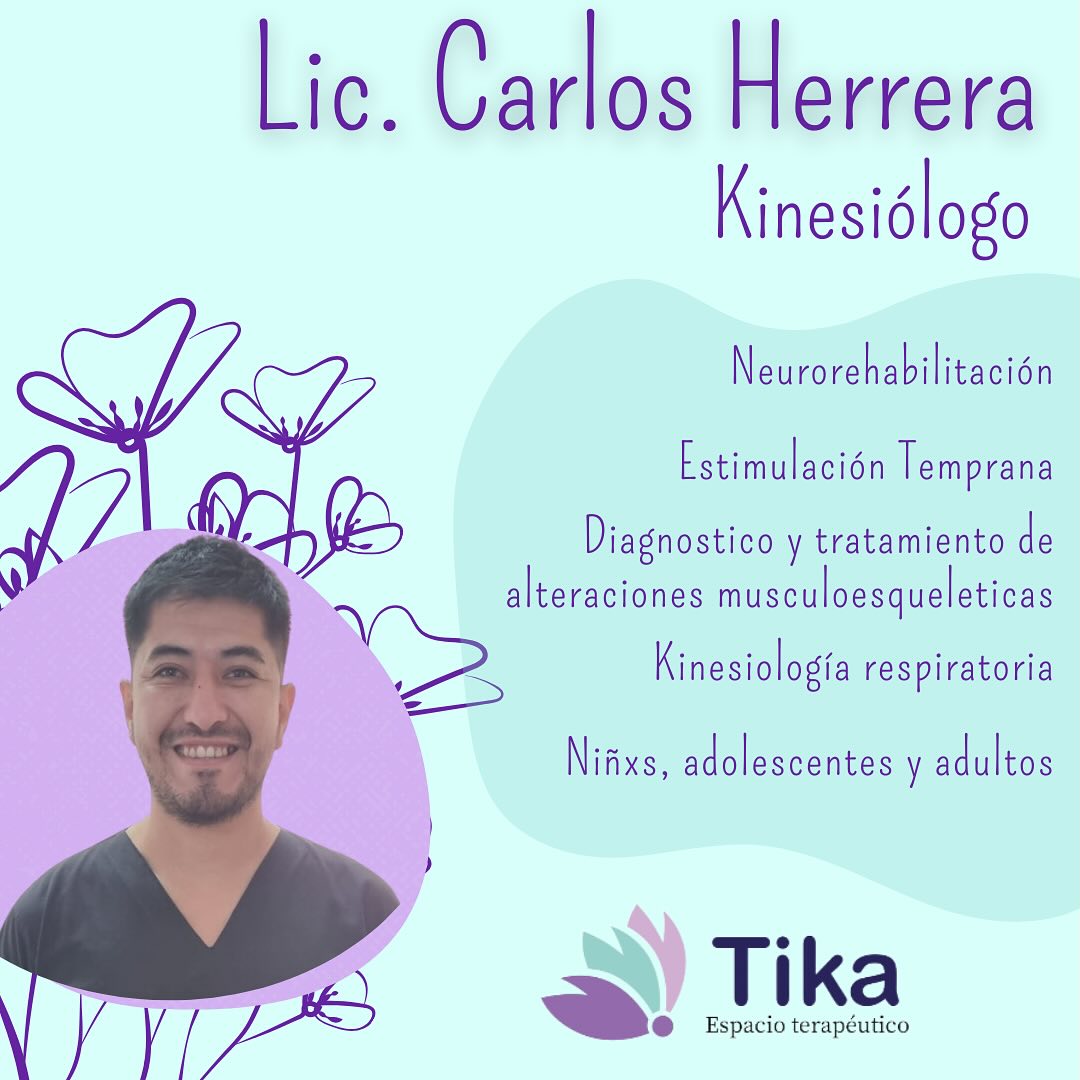 Lic. Carlos Herrera
Kinesiólogo
Neurorehabilitación
Estimulación Temprana
Diagnostico y tratamiento de
alteraciones musculoesqueleticas
Kinesiología respiratoria
Niñxs, adolescentes y adultos
Tika
Espacio terapéutico